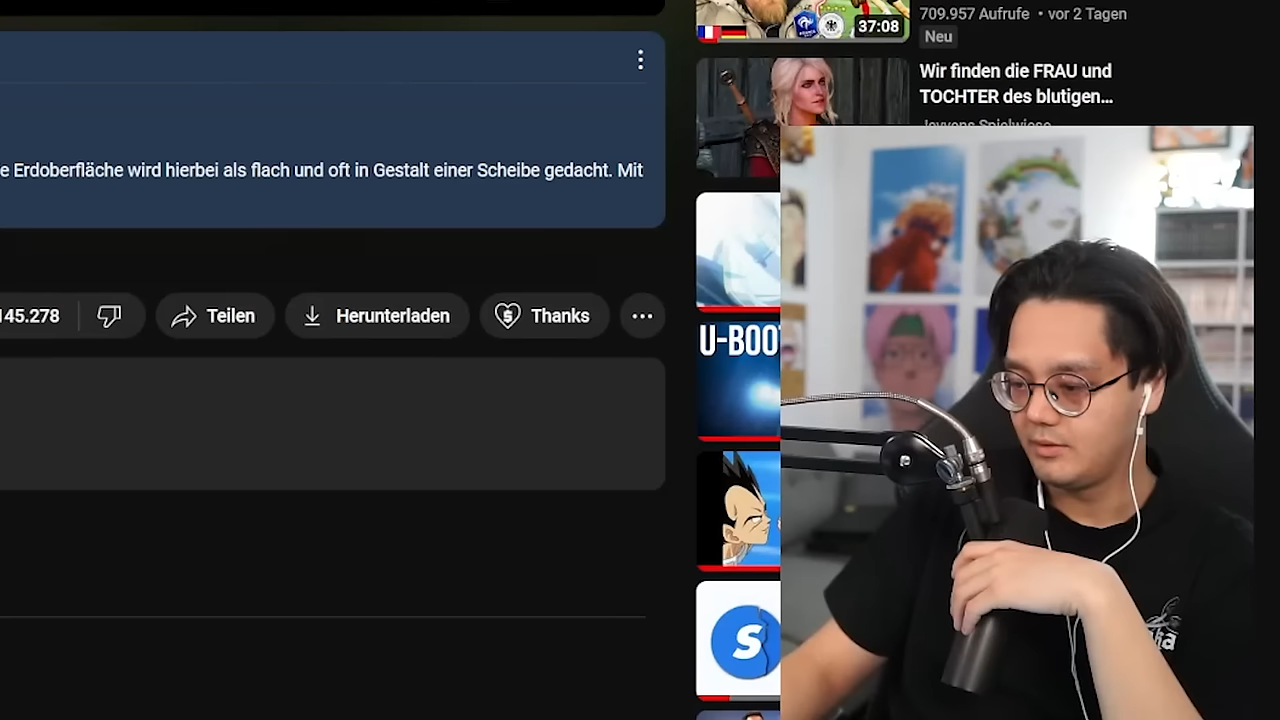 709.957 Aufrufe • vor 2 Tagen
37:08
Neu
Wir finden die FRAU und
TOCHTER des blutigen…
e Erdoberfläche wird hierbei als flach und oft in Gestalt einer Scheibe gedacht. Mit
145.278
Teilen
Herunterladen
Thanks
U-BOO
S